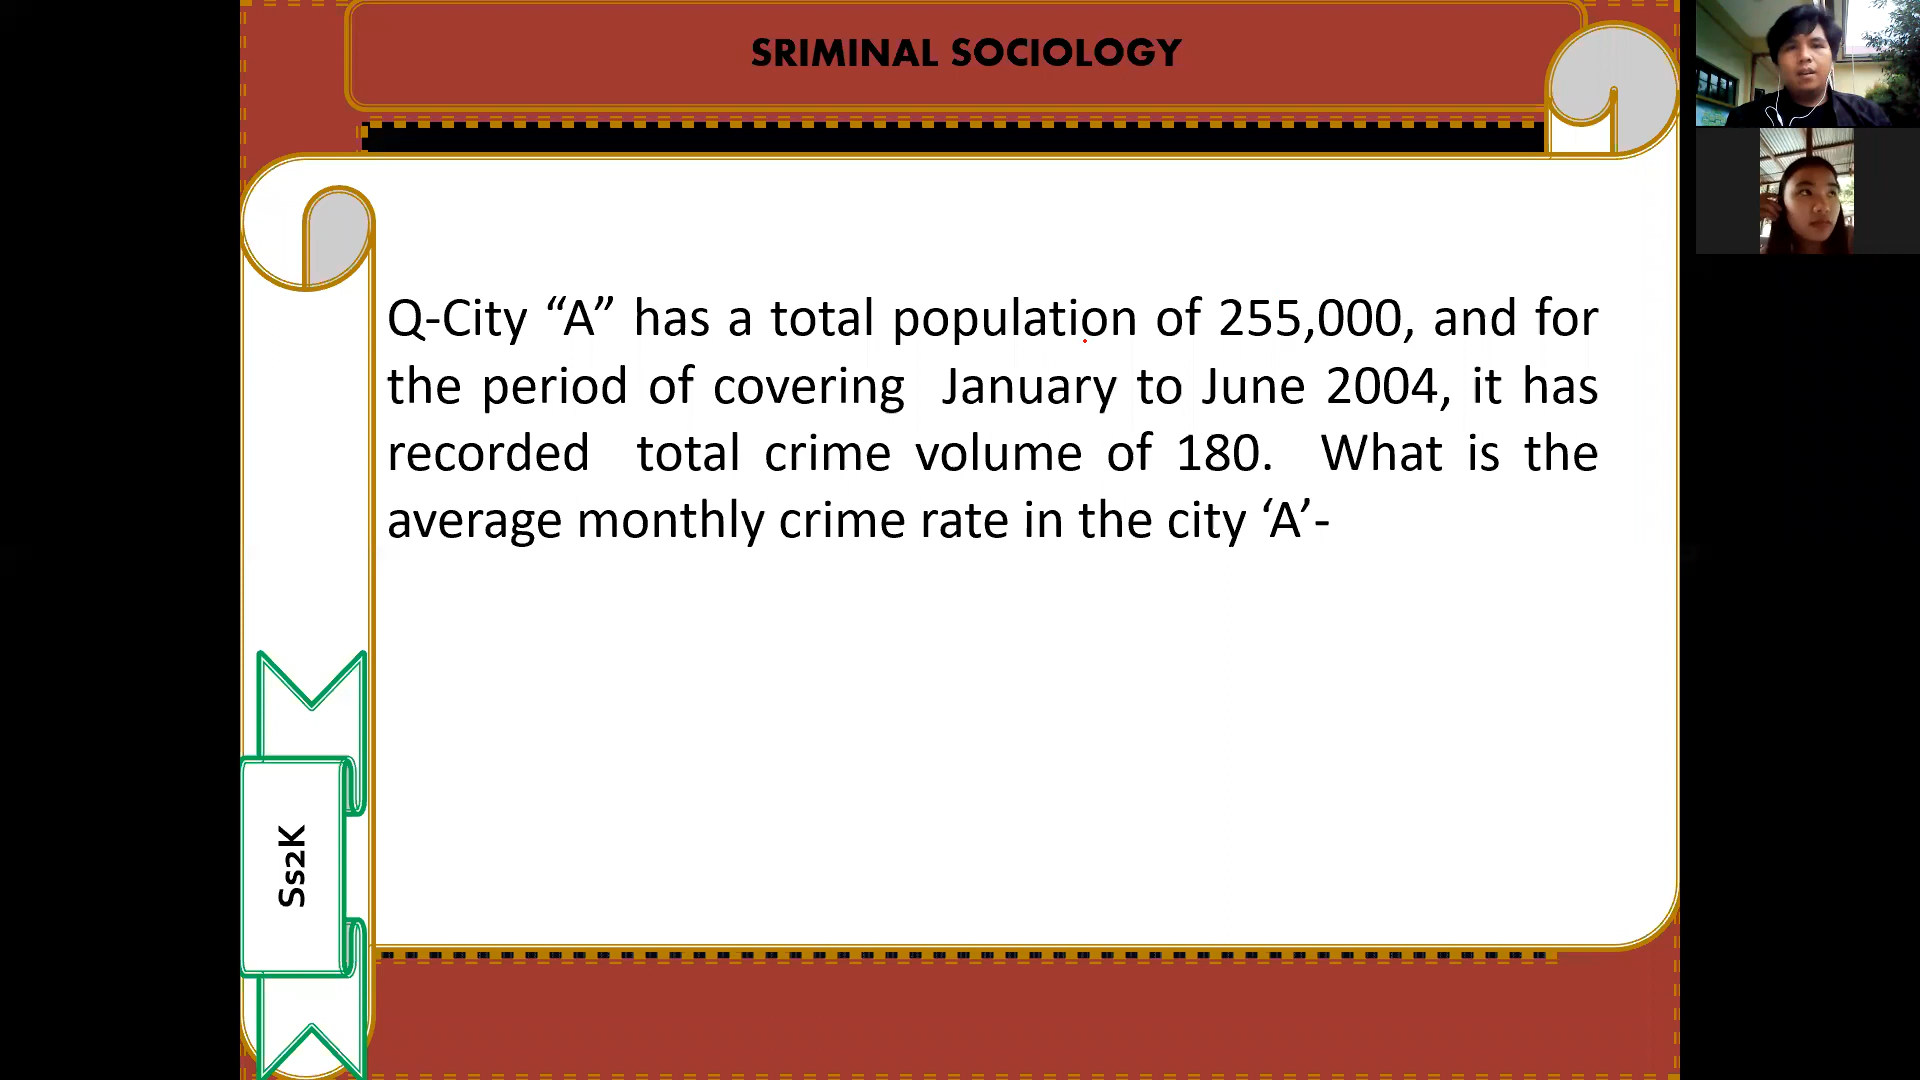 SRIMINAL SOCIOLOGY
Q-City “A” has a total population of 255,000, and for
the period of covering January to June 2004, it has
recorded total crime volume of 180. What is the
average monthly crime rate in the city ‘A’-
Ss2K